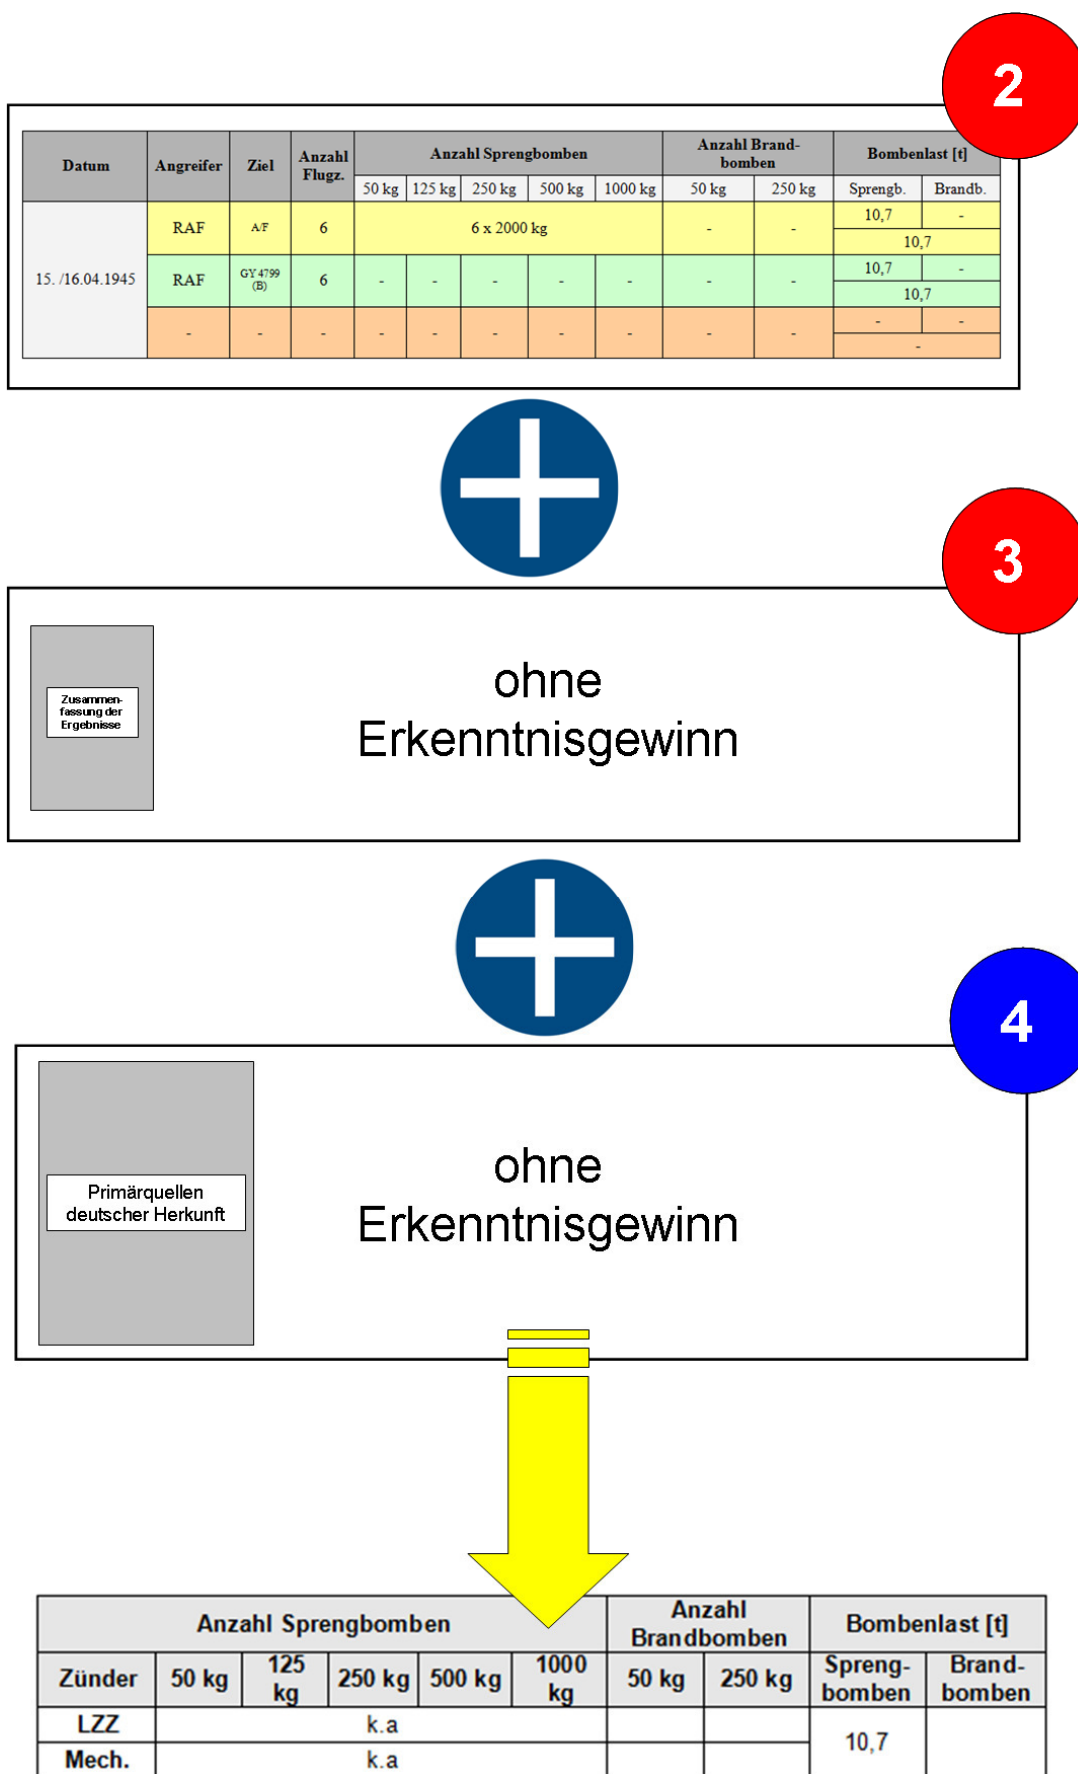 2
Datum Angreifer Ziel Anzahl Flugz. Anzahl Sprengbomben Anzahl Brand-bomben Bombenlast [t]
50 kg 125 kg 250 kg 500 kg 1000 kg 50 kg 250 kg Sprengb. Brandb.
15. /16.04.1945
RAF A/F 6 6 x 2000 kg - - 10,7 -
10,7
RAF GY 4799 (B) 6 - - - - - - - 10,7 -
10,7
- - - - - - - - - - - -
-
3
Zusammen-
fassung der
Ergebnisse
ohne
Erkenntnisgewinn
4
Primärquellen
deutscher Herkunft
ohne
Erkenntnisgewinn
Anzahl Sprengbomben Anzahl Brandbomben Bombenlast [t]
Zünder 50 kg 125 kg 250 kg 500 kg 1000 kg 50 kg 250 kg Spreng-bomben Brand-bomben
LZZ k.a 10,7
Mech. k.a